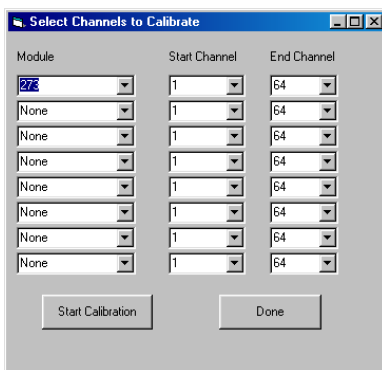 Select Channels to Calibrate
Module Start Channel End Channel
273 1 64
None 1 64
None 1 64
None 1 64
None 1 64
None 1 64
None 1 64
None 1 64
Start Calibration Done